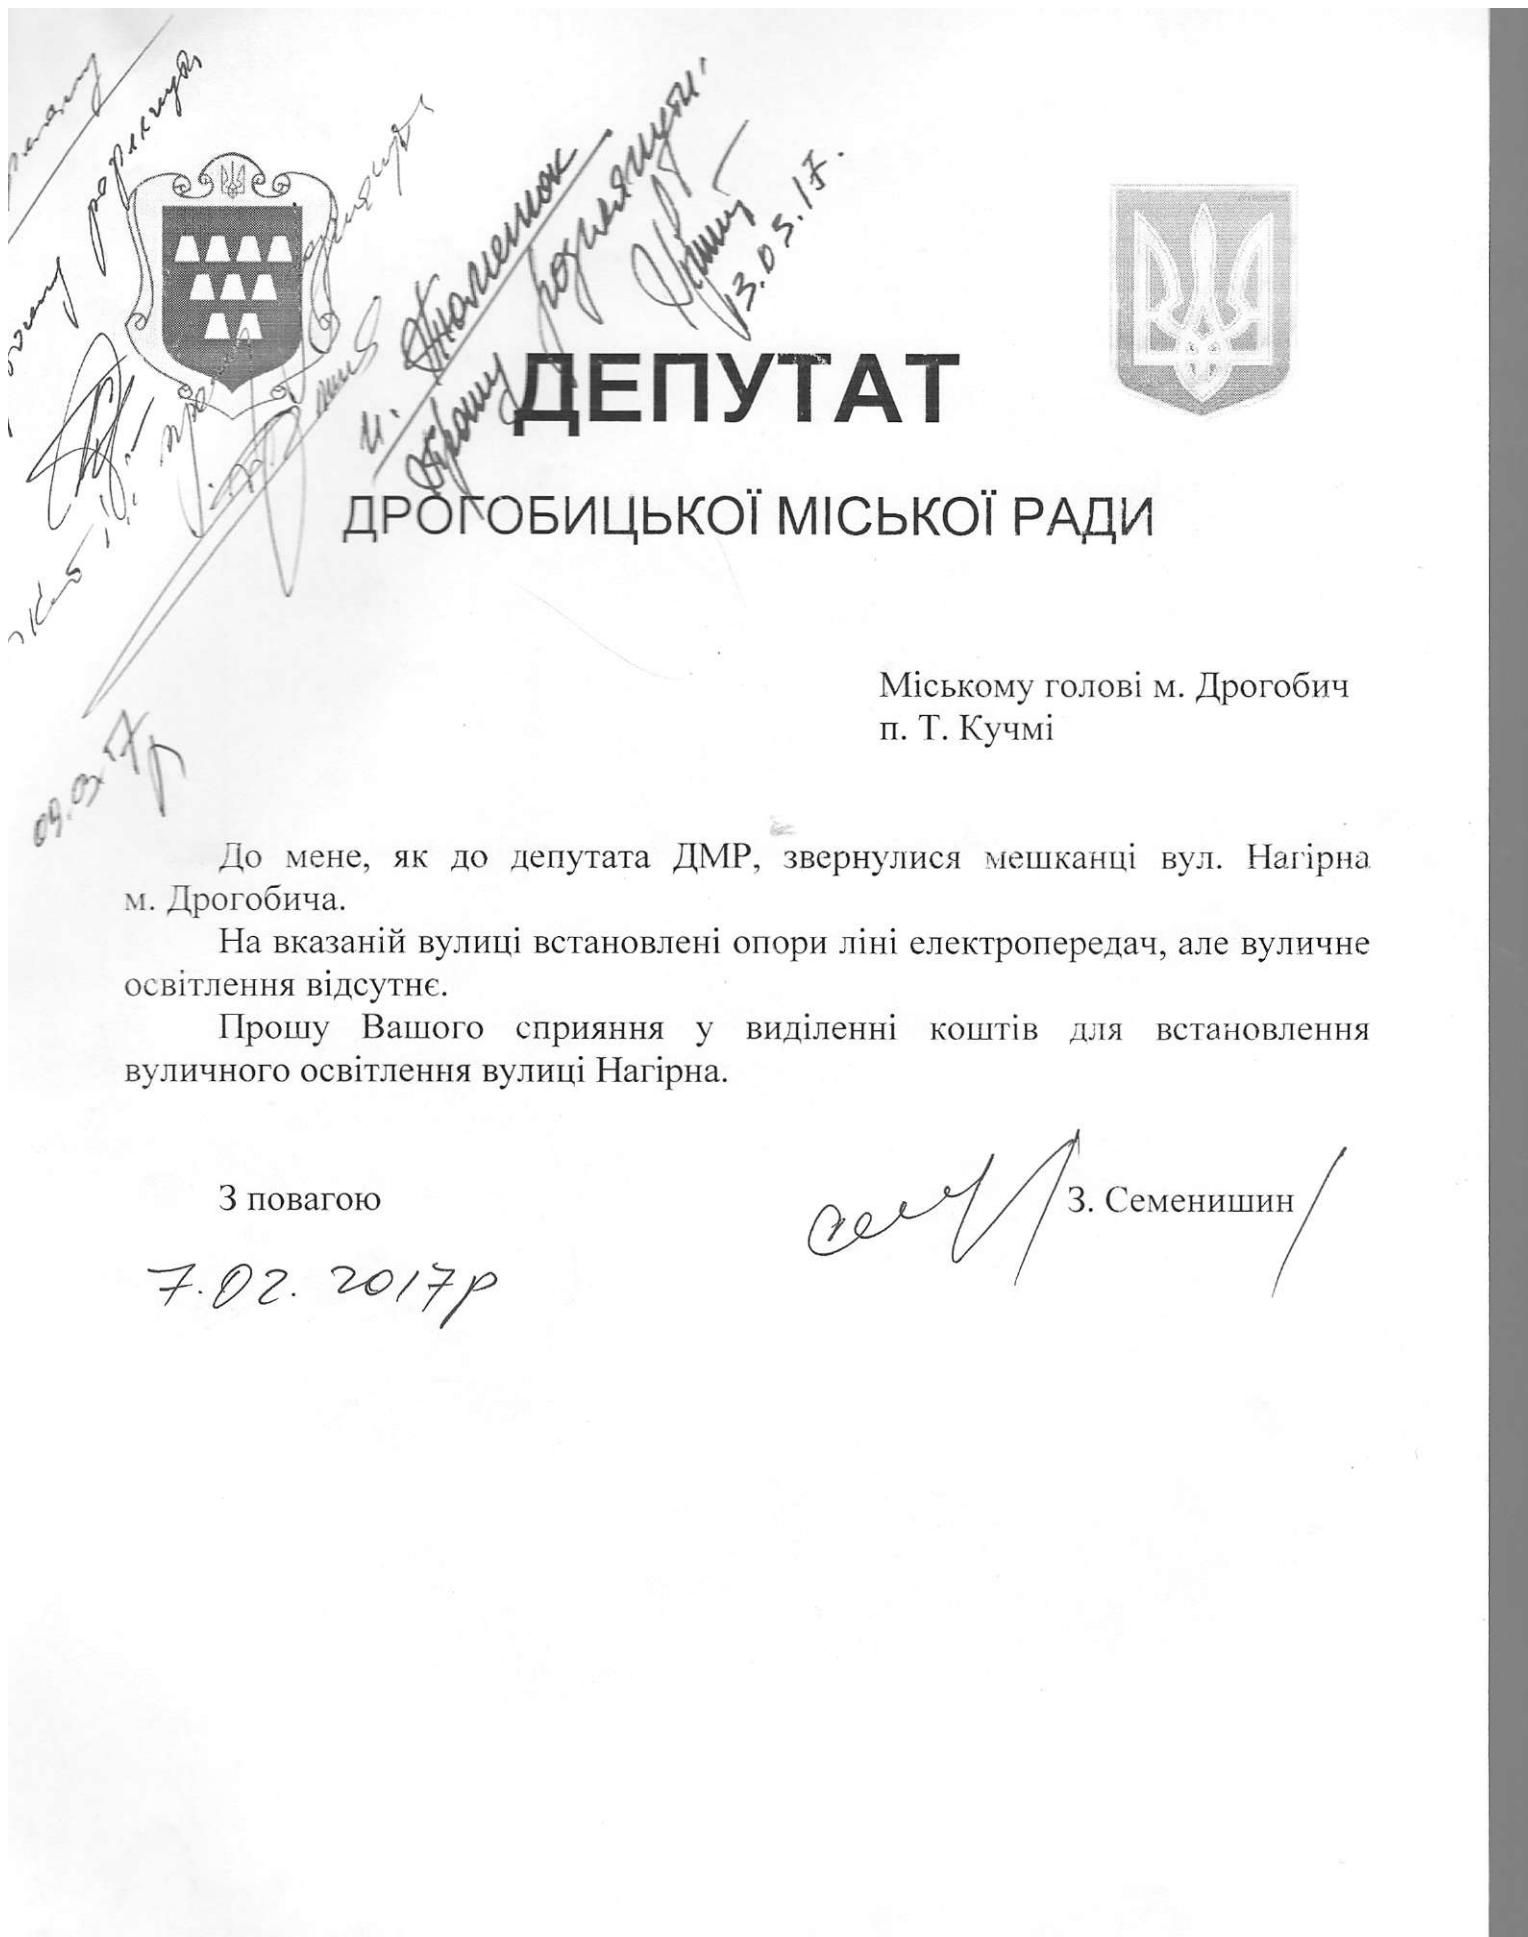 розглянути.
13.03.17.
ДЕПУТАТ
ДРОГОБИЦЬКОЇ МІСЬКОЇ РАДИ
Міському голові м. Дрогобич
п. Т. Кучмі
09.03.17р
До мене, як до депутата ДМР, звернулися мешканці вул. Нагірна
м. Дрогобича.
На вказаній вулиці встановлені опори ліні електропередач, але вуличне
освітлення відсутнє.
Прошу Вашого сприяння у виділенні коштів для встановлення
вуличного освітлення вулиці Нагірна.
З повагою
З. Семенишин
7.02.2017р